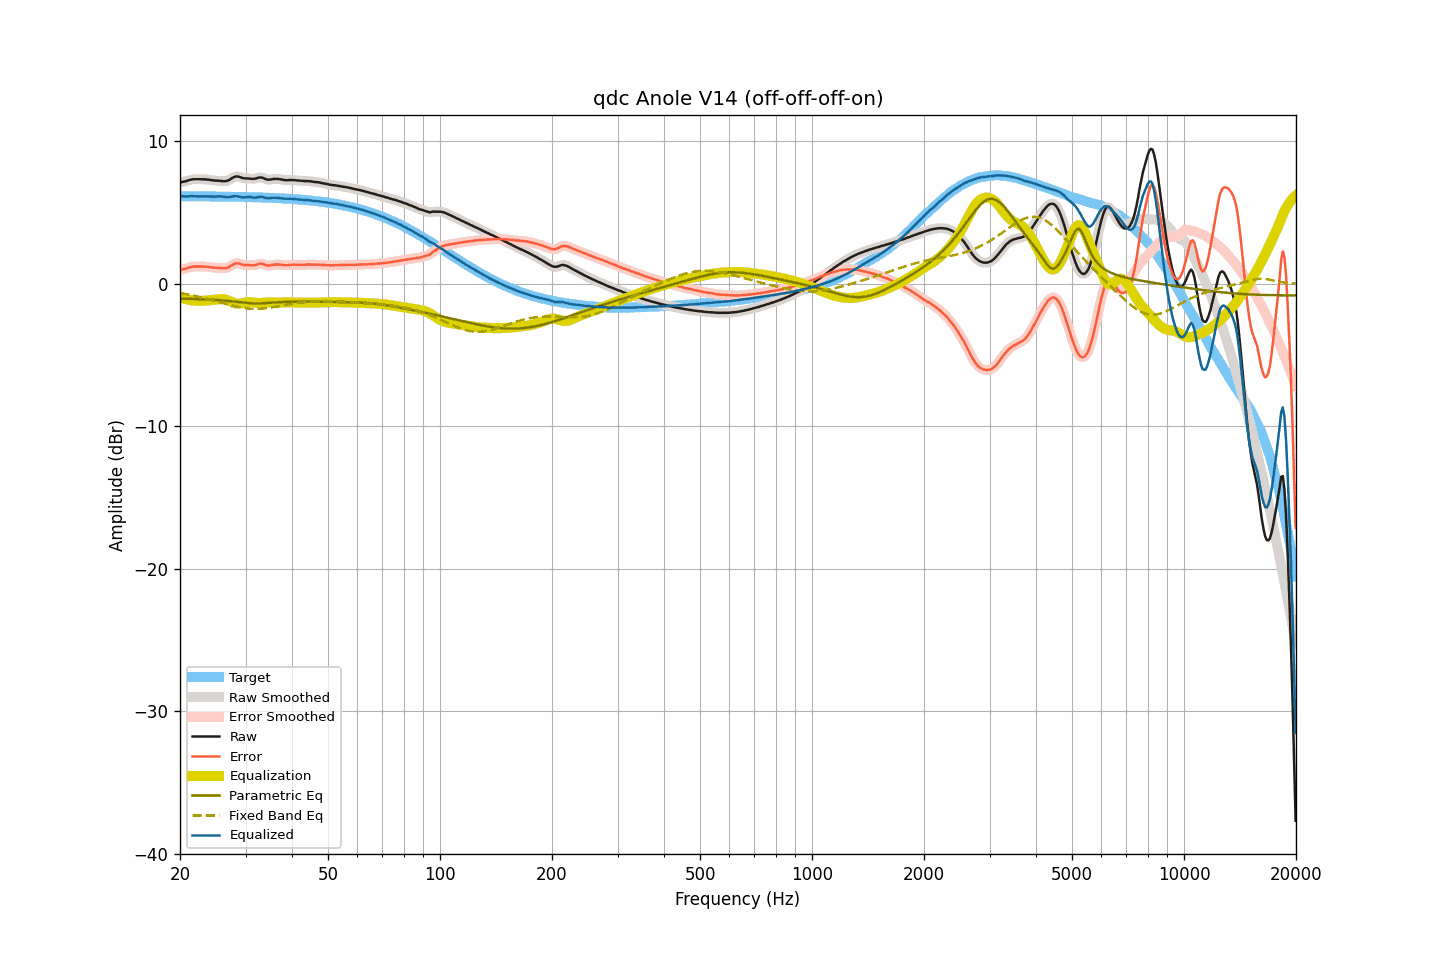 qdc Anole V14 (off-off-off-on)
10
0
−10
−20
−30
−40
Amplitude (dBr)
Target
Raw Smoothed
Error Smoothed
Raw
Error
Equalization
Parametric Eq
Fixed Band Eq
Equalized
20 50 100 200 500 1000 2000 5000 10000 20000
Frequency (Hz)